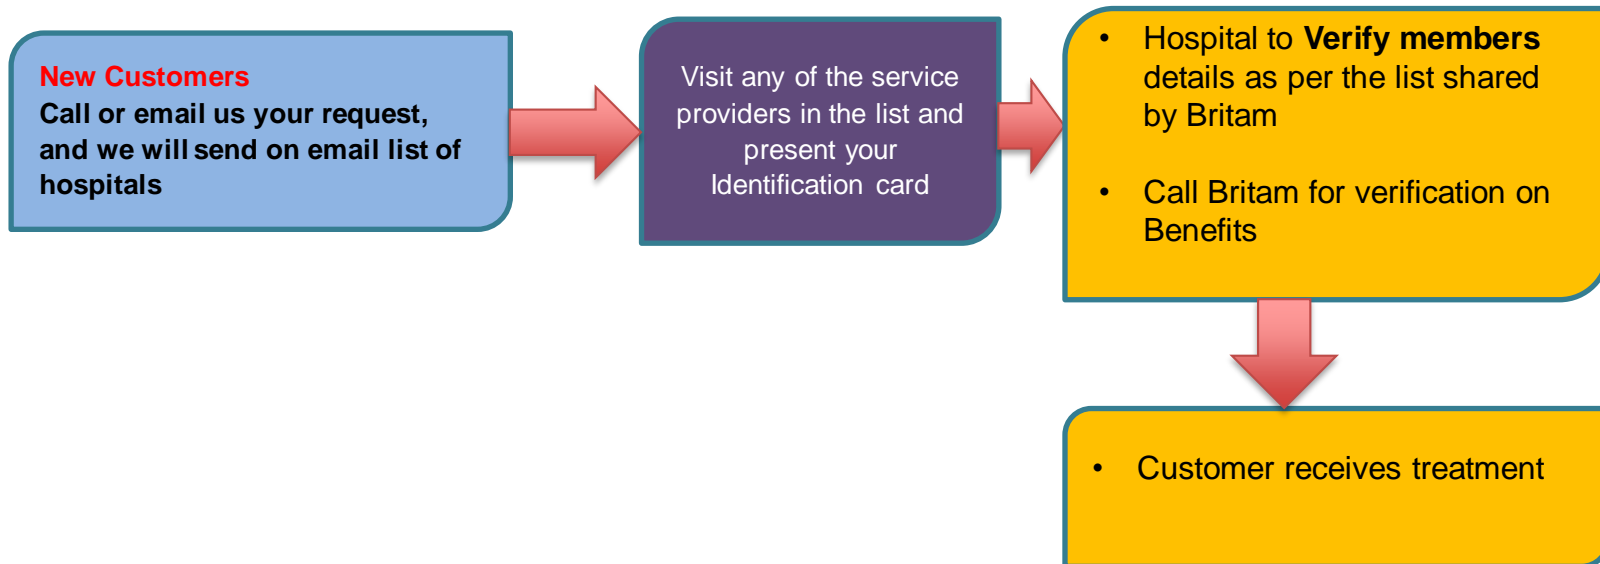 New Customers
Call or email us your request,
and we will send on email list of
hospitals
Visit any of the service
providers in the list and
present your
Identification card
• Hospital to Verify members
details as per the list shared
by Britam
• Call Britam for verification on
Benefits
• Customer receives treatment